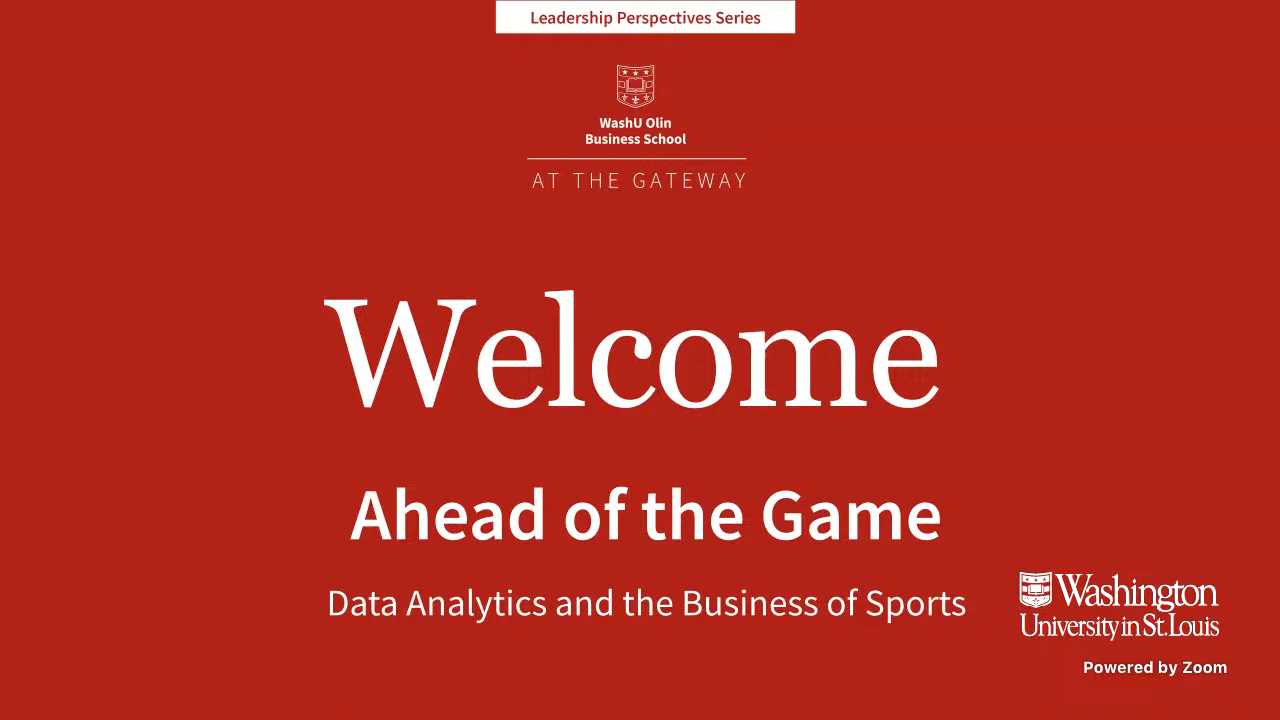 Leadership Perspectives Series
WashU Olin
Business School
AT THE GATEWAY
Welcome
Ahead of the Game
Data Analytics and the Business of Sports
Washington
University in St. Louis
Powered by Zoom